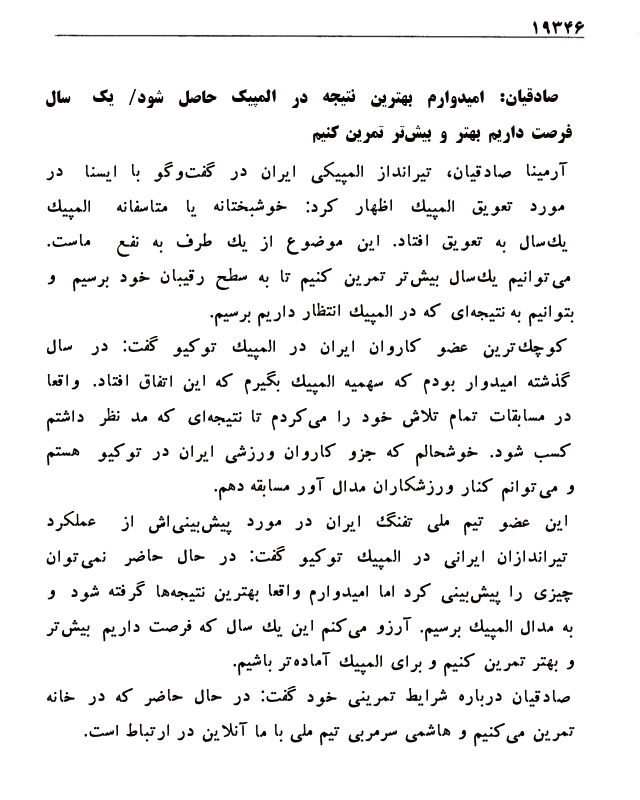 ۱۹۳۴۶
صادقیان: امیدوارم بهترین نتیجه در المپیک حاصل شود/ یک سال
فرصت داریم بهتر و بیش‌تر تمرین کنیم
آرمینا صادقیان، تیرانداز المپیکی ایران در گفت‌وگو با ایسنا در
مورد تعویق المپیك اظهار کرد: خوشبختانه یا متاسفانه المپیك
یك‌سال به تعویق افتاد. این موضوع از یك طرف به نفع ماست.
می‌توانیم یك‌سال بیش‌تر تمرین کنیم تا به سطح رقیبان خود برسیم و
بتوانیم به نتیجه‌ای که در المپیك انتظار داریم برسیم.
کوچك‌ترین عضو کاروان ایران در المپیك توکیو گفت: در سال
گذشته امیدوار بودم که سهمیه المپیك بگیرم که این اتفاق افتاد. واقعا
در مسابقات تمام تلاش خود را می‌کردم تا نتیجه‌ای که مد نظر داشتم
کسب شود. خوشحالم که جزو کاروان ورزشی ایران در توکیو هستم
و می‌توانم کنار ورزشکاران مدال آور مسابقه دهم.
این عضو تیم ملی تفنگ ایران در مورد پیش‌بینی‌اش از عملکرد
تیراندازان ایرانی در المپیك توکیو گفت: در حال حاضر نمی‌توان
چیزی را پیش‌بینی کرد اما امیدوارم واقعا بهترین نتیجه‌ها گرفته شود و
به مدال المپیك برسیم. آرزو می‌کنم این یك سال که فرصت داریم بیش‌تر
و بهتر تمرین کنیم و برای المپیك آماده‌تر باشیم.
صادقیان درباره شرایط تمرینی خود گفت: در حال حاضر که در خانه
تمرین می‌کنیم و هاشمی سرمربی تیم ملی با ما آنلاین در ارتباط است.